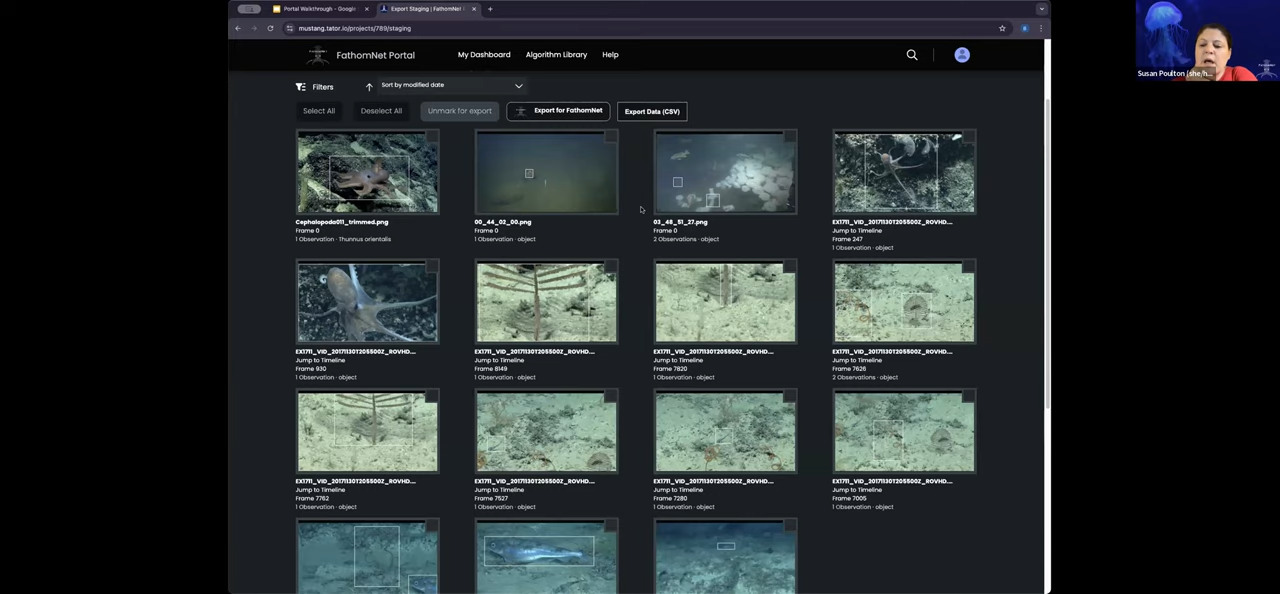 Portal Walkthrough - Google
Export Staging | FathomNet
mustang.tator.io/projects/789/staging
FathomNet Portal
My Dashboard
Algorithm Library
Help
Susan Poulton (she/h...
Filters
Sort by modified date
Select All
Deselect All
Unmark for export
Export for FathomNet
Export Data (CSV)
Cephalopoda011_trimmed.png
Frame 0
1 Observation · Thunnus orientalis
00_44_02_00.png
Frame 0
1 Observation · object
03_48_51_27.png
Frame 0
2 Observations · object
EX1711_VID_20171130T205500Z_ROVHD....
Jump to Timeline
Frame 247
1 Observation · object
EX1711_VID_20171130T205500Z_ROVHD....
Jump to Timeline
Frame 930
1 Observation · object
EX1711_VID_20171130T205500Z_ROVHD....
Jump to Timeline
Frame 8149
1 Observation · object
EX1711_VID_20171130T205500Z_ROVHD....
Jump to Timeline
Frame 7820
1 Observation · object
EX1711_VID_20171130T205500Z_ROVHD....
Jump to Timeline
Frame 7626
2 Observations · object
EX1711_VID_20171130T205500Z_ROVHD....
Jump to Timeline
Frame 7762
1 Observation · object
EX1711_VID_20171130T205500Z_ROVHD....
Jump to Timeline
Frame 7527
1 Observation · object
EX1711_VID_20171130T205500Z_ROVHD....
Jump to Timeline
Frame 7280
1 Observation · object
EX1711_VID_20171130T205500Z_ROVHD....
Jump to Timeline
Frame 7005
1 Observation · object